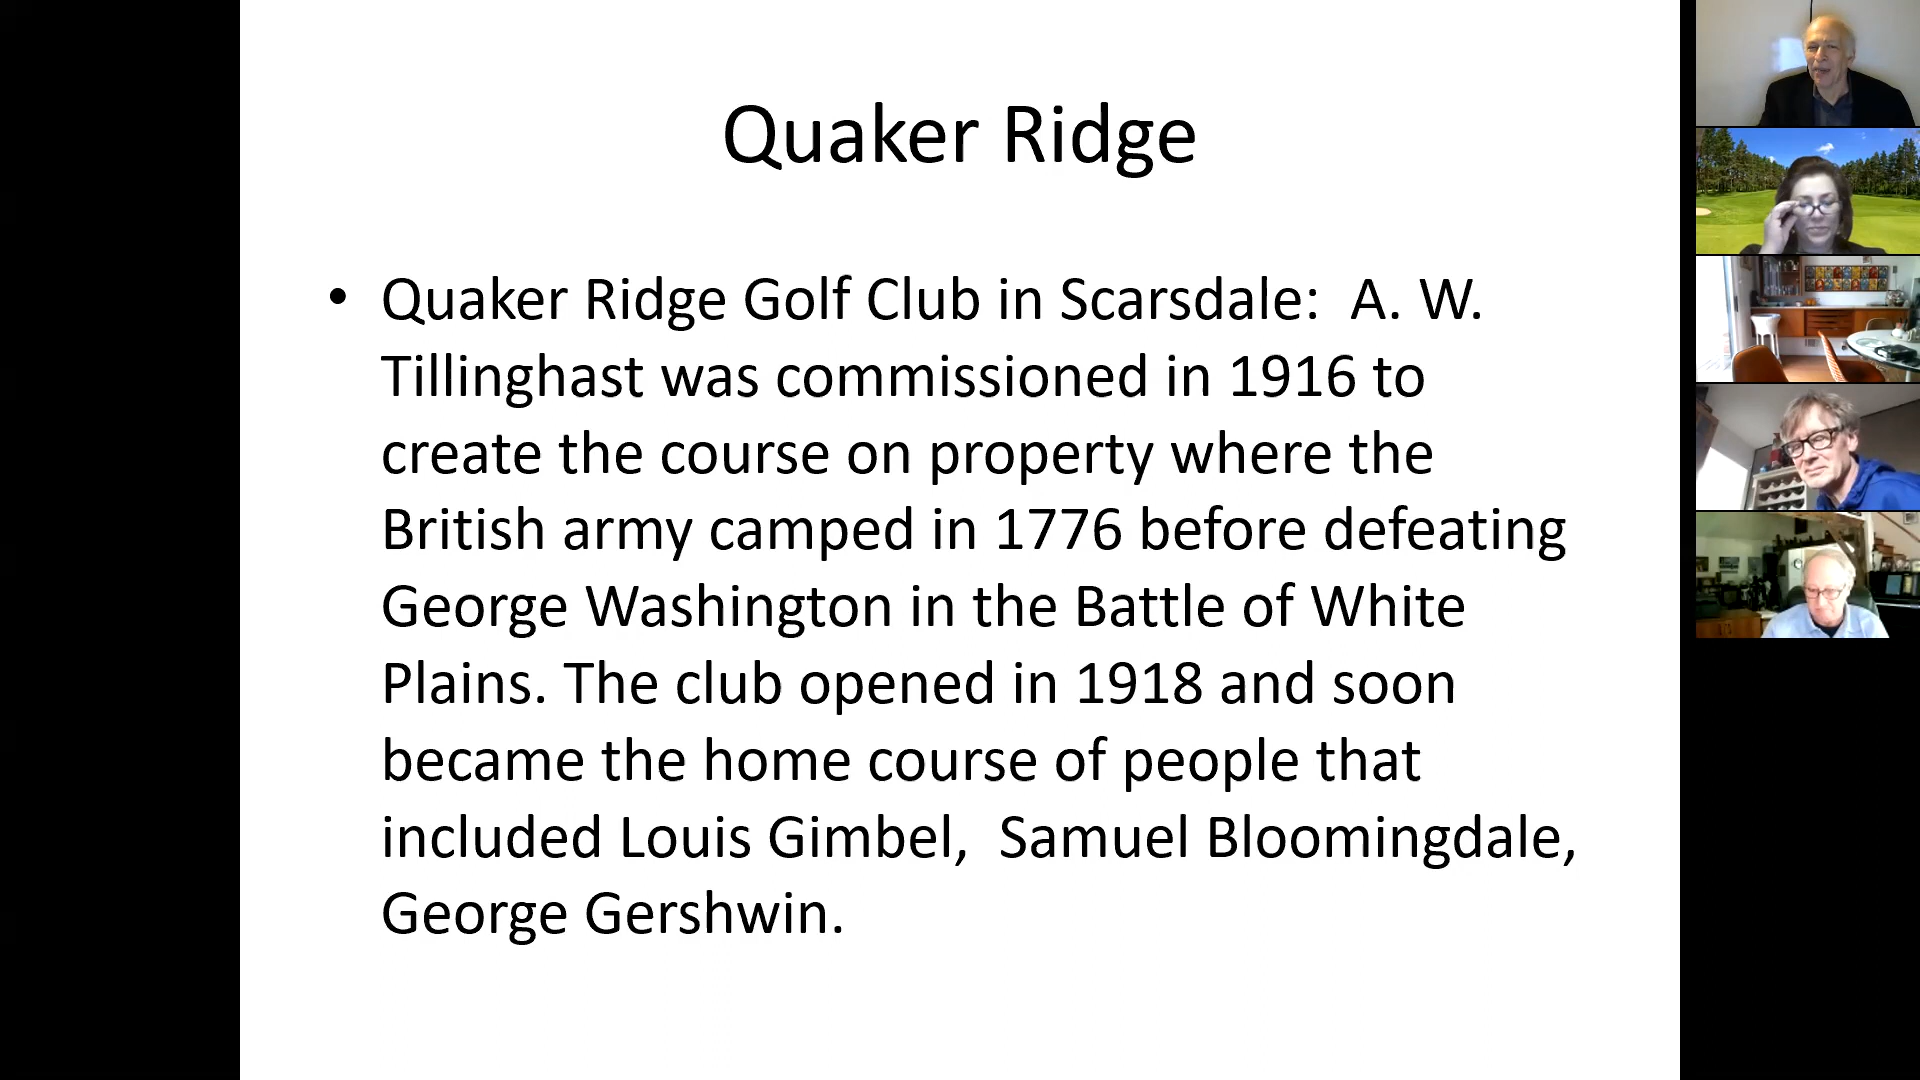 Quaker Ridge
• Quaker Ridge Golf Club in Scarsdale:  A. W.
Tillinghast was commissioned in 1916 to
create the course on property where the
British army camped in 1776 before defeating
George Washington in the Battle of White
Plains. The club opened in 1918 and soon
became the home course of people that
included Louis Gimbel,  Samuel Bloomingdale,
George Gershwin.